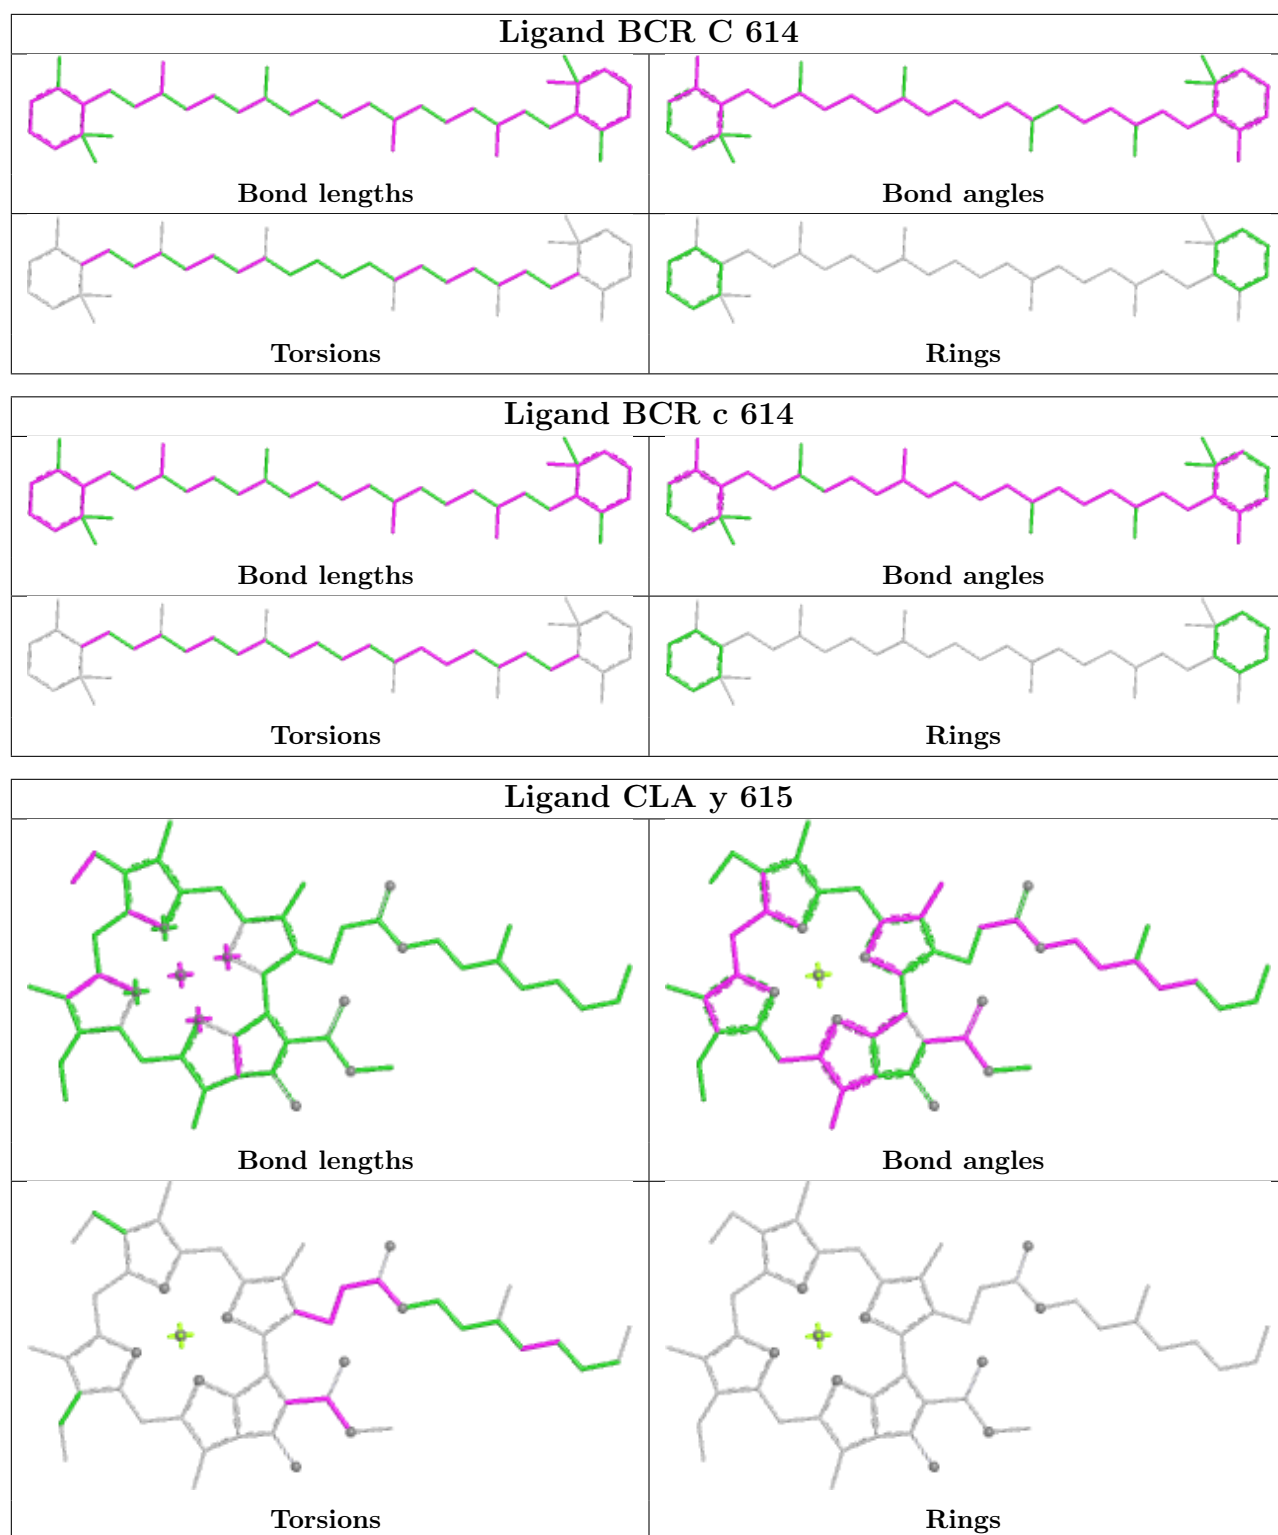 Ligand BCR C 614
Bond lengths
Bond angles
Torsions
Rings
Ligand BCR c 614
Bond lengths
Bond angles
Torsions
Rings
Ligand CLA y 615
Bond lengths
Bond angles
Torsions
Rings